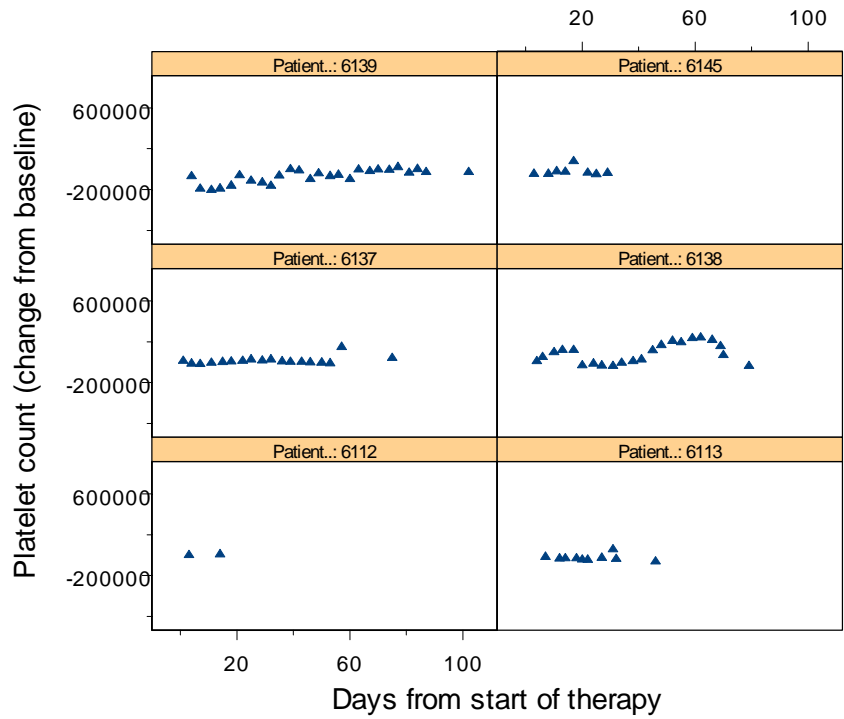 20 60 100
Patient..: 6139 Patient..: 6145
600000
-200000
Patient..: 6137 Patient..: 6138
600000
-200000
Patient..: 6112 Patient..: 6113
600000
-200000
20 60 100
Days from start of therapy
Platelet count (change from baseline)